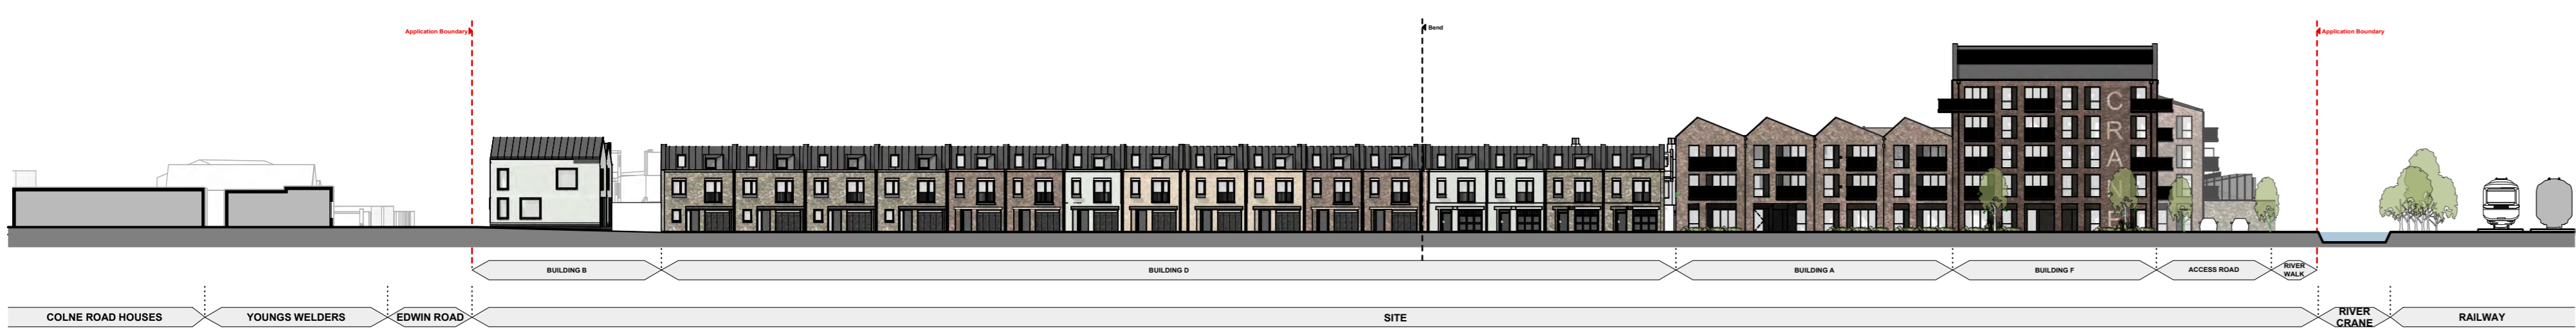 Application Boundary
Bend
Application Boundary
CRANE
BUILDING B
BUILDING D
BUILDING A
BUILDING F
ACCESS ROAD
RIVER
WALK
COLNE ROAD HOUSES
YOUNGS WELDERS
EDWIN ROAD
SITE
RIVER
CRANE
RAILWAY